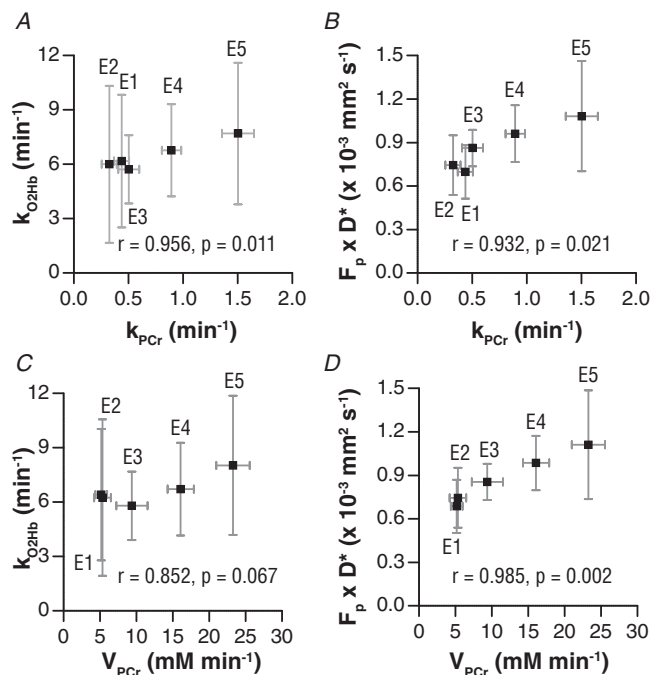 A
12
9
6
3
0
k_O2Hb (min⁻¹)
E2
E1
E3
E4
E5
r = 0.956, p = 0.011
0.0
0.5
1.0
1.5
2.0
k_PCr (min⁻¹)
B
1.5
1.2
0.9
0.6
0.3
0.0
F_p x D* (x 10⁻³ mm² s⁻¹)
E2
E1
E3
E4
E5
r = 0.932, p = 0.021
0.0
0.5
1.0
1.5
2.0
k_PCr (min⁻¹)
C
12
9
6
3
0
k_O2Hb (min⁻¹)
E2
E1
E3
E4
E5
r = 0.852, p = 0.067
0
5
10
15
20
25
30
V_PCr (mM min⁻¹)
D
1.5
1.2
0.9
0.6
0.3
0.0
F_p x D* (x 10⁻³ mm² s⁻¹)
E2
E1
E3
E4
E5
r = 0.985, p = 0.002
0
5
10
15
20
25
30
V_PCr (mM min⁻¹)